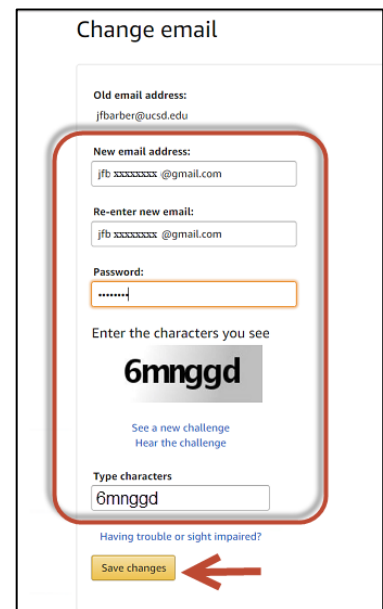 Change email
Old email address:
jfbarber@ucsd.edu
New email address:
jfb xxxxxxxx @gmail.com
Re-enter new email:
jfb xxxxxxxx @gmail.com
Password:
••••••••
Enter the characters you see
6mnggd
See a new challenge
Hear the challenge
Type characters
6mnggd
Having trouble or sight impaired?
Save changes